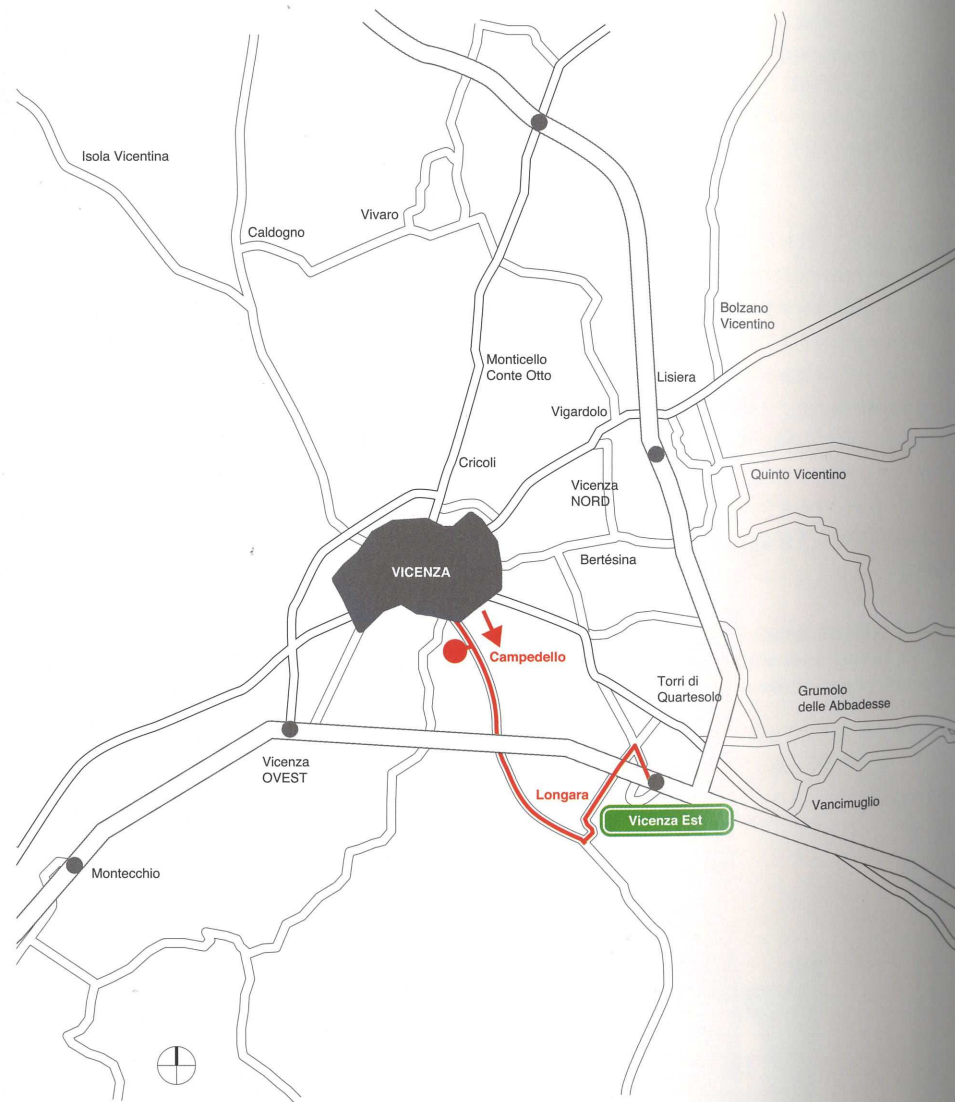 Isola Vicentina
Vivaro
Caldogno
Bolzano
Vicentino
Monticello
Conte Otto
Lisiera
Vigardolo
Cricoli
Quinto Vicentino
Vicenza
NORD
Bertésina
VICENZA
Campedello
Torri di
Quartesolo
Grumolo
delle Abbadesse
Vicenza
OVEST
Longara
Vancimuglio
Vicenza Est
Montecchio